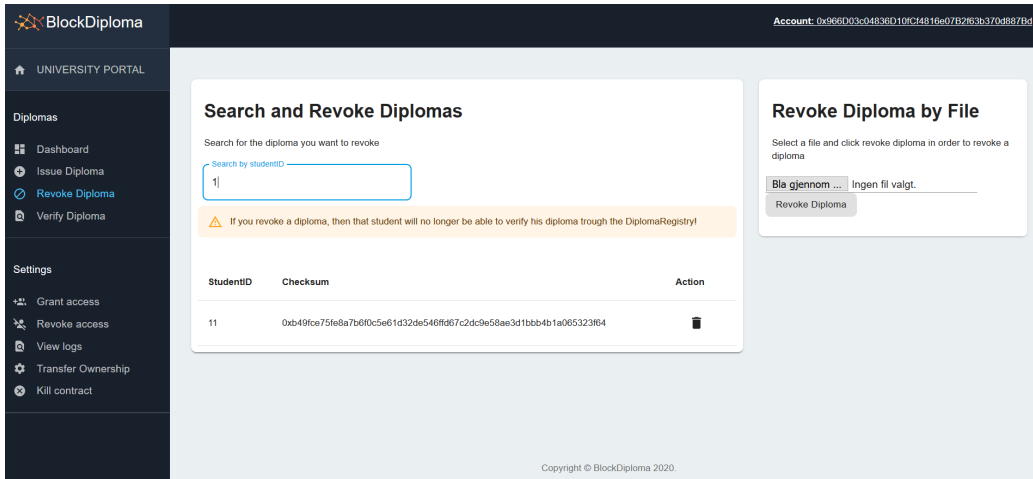 BlockDiploma
Account: 0x966D03c04836D10fCf4816e07B2f63b370d887Bd
UNIVERSITY PORTAL
Diplomas
Dashboard
Issue Diploma
Revoke Diploma
Verify Diploma
Settings
Grant access
Revoke access
View logs
Transfer Ownership
Kill contract
Search and Revoke Diplomas
Search for the diploma you want to revoke
Search by studentID
1
If you revoke a diploma, then that student will no longer be able to verify his diploma trough the DiplomaRegistry!
StudentID Checksum Action
11 0xb49fce75fe8a7b6f0c5e61d32de546ffd67c2dc9e58ae3d1bbb4b1a065323f64
Revoke Diploma by File
Select a file and click revoke diploma in order to revoke a
diploma
Bla gjennom ... Ingen fil valgt.
Revoke Diploma
Copyright © BlockDiploma 2020.